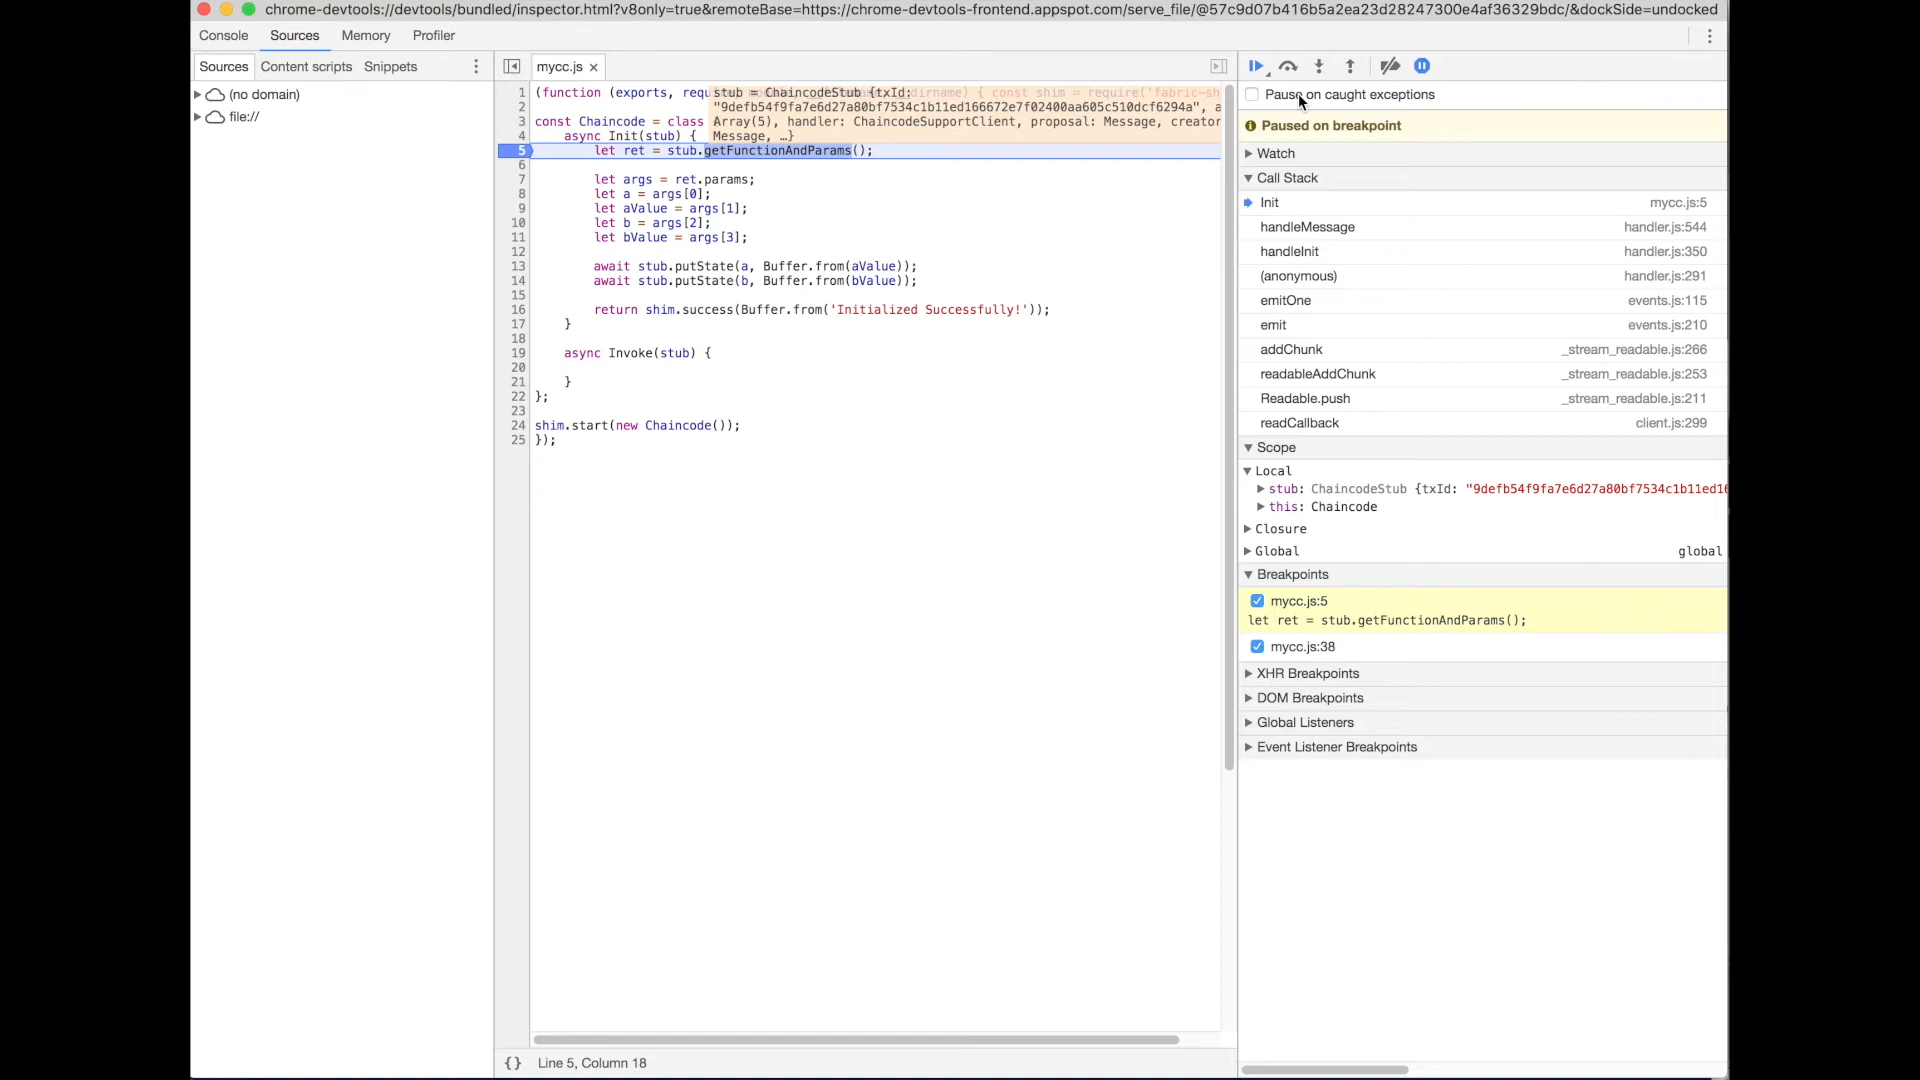 chrome-devtools://devtools/bundled/inspector.html?v8only=true&remoteBase=https://chrome-devtools-frontend.appspot.com/serve_file/@57c9d07b416b5a2ea23d28247300e4af36329bdc/&dockSide=undocked
Console Sources Memory Profiler
Sources Content scripts Snippets
mycc.js
(no domain)
file://
1 (function (exports, requ
stub = ChaincodeStub {txId:
dirname) { const shim = require('fabric-sh
2
"9defb54f9fa7e6d27a80bf7534c1b11ed166672e7f02400aa605c510dcf6294a", a
3 const Chaincode = class
Array(5), handler: ChaincodeSupportClient, proposal: Message, creator
4 async Init(stub) {
Message, …}
5 let ret = stub.getFunctionAndParams();
6
7 let args = ret.params;
8 let a = args[0];
9 let aValue = args[1];
10 let b = args[2];
11 let bValue = args[3];
12
13 await stub.putState(a, Buffer.from(aValue));
14 await stub.putState(b, Buffer.from(bValue));
15
16 return shim.success(Buffer.from('Initialized Successfully!'));
17 }
18
19 async Invoke(stub) {
20
21 }
22 };
23
24 shim.start(new Chaincode());
25 });
{} Line 5, Column 18
Pause on caught exceptions
Paused on breakpoint
Watch
Call Stack
Init mycc.js:5
handleMessage handler.js:544
handleInit handler.js:350
(anonymous) handler.js:291
emitOne events.js:115
emit events.js:210
addChunk _stream_readable.js:266
readableAddChunk _stream_readable.js:253
Readable.push _stream_readable.js:211
readCallback client.js:299
Scope
Local
stub: ChaincodeStub {txId: "9defb54f9fa7e6d27a80bf7534c1b11ed16
this: Chaincode
Closure
Global global
Breakpoints
mycc.js:5
let ret = stub.getFunctionAndParams();
mycc.js:38
XHR Breakpoints
DOM Breakpoints
Global Listeners
Event Listener Breakpoints